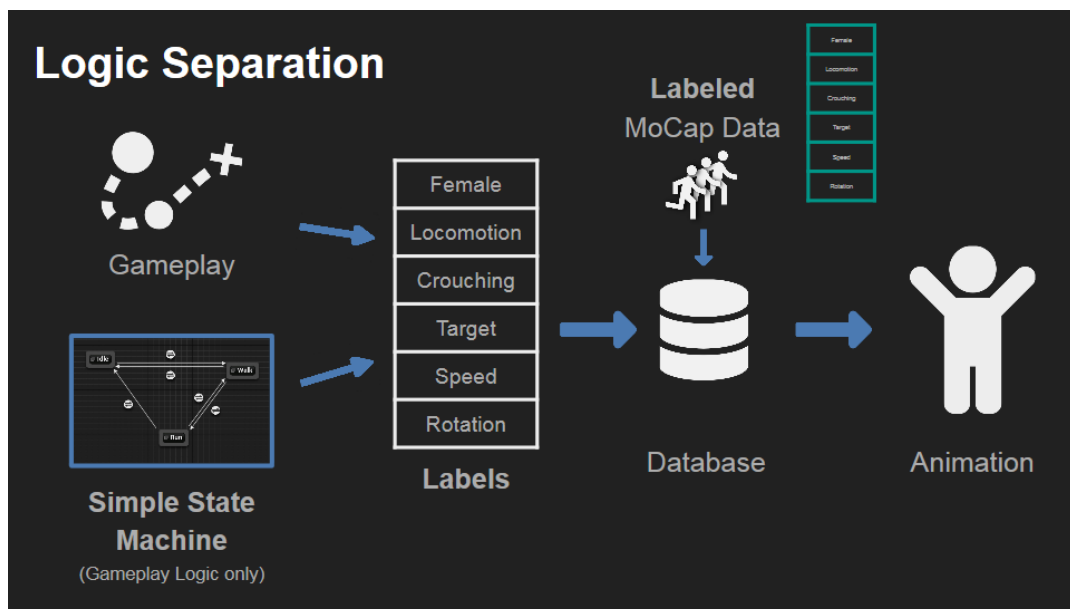 Logic Separation
Gameplay
Idle
Walk
Run
Simple State
Machine
(Gameplay Logic only)
Female
Locomotion
Crouching
Target
Speed
Rotation
Labels
Labeled
MoCap Data
Female
Locomotion
Crouching
Target
Speed
Rotation
Database
Animation